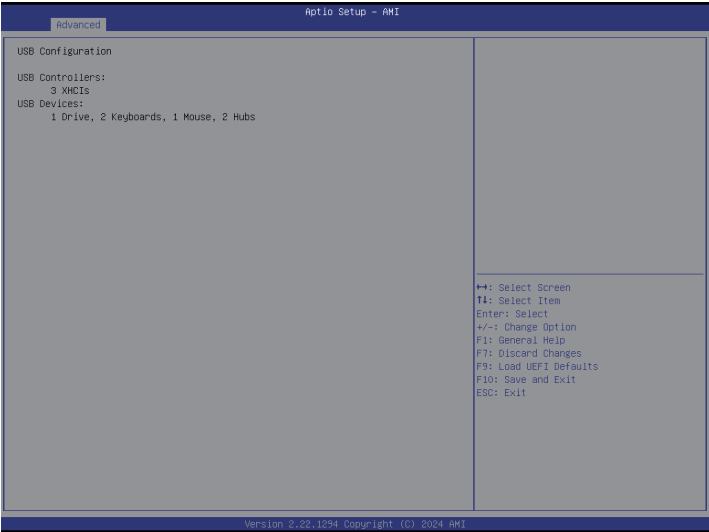 Aptio Setup – AMI
Advanced
USB Configuration
USB Controllers:
3 XHCIs
USB Devices:
1 Drive, 2 Keyboards, 1 Mouse, 2 Hubs
↔: Select Screen
↑↓: Select Item
Enter: Select
+/-: Change Option
F1: General Help
F7: Discard Changes
F9: Load UEFI Defaults
F10: Save and Exit
ESC: Exit
Version 2.22.1294 Copyright (C) 2024 AMI